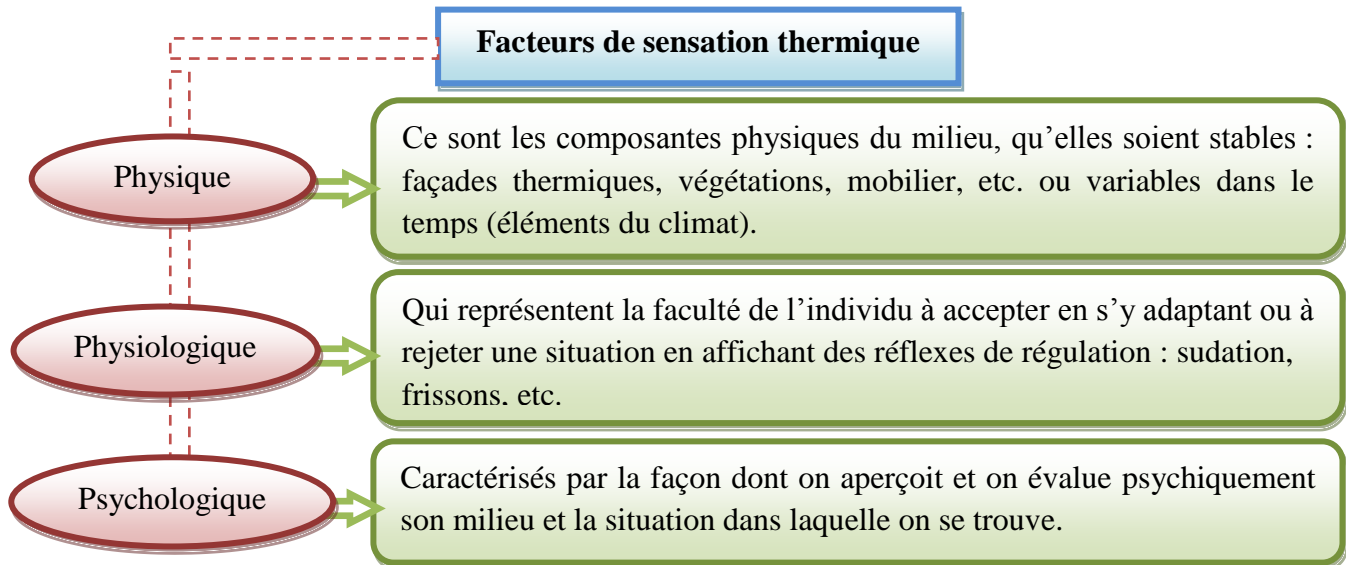 Facteurs de sensation thermique
Physique
Ce sont les composantes physiques du milieu, qu’elles soient stables :
façades thermiques, végétations, mobilier, etc. ou variables dans le
temps (éléments du climat).
Physiologique
Qui représentent la faculté de l’individu à accepter en s’y adaptant ou à
rejeter une situation en affichant des réflexes de régulation : sudation,
frissons, etc.
Psychologique
Caractérisés par la façon dont on aperçoit et on évalue psychiquement
son milieu et la situation dans laquelle on se trouve.